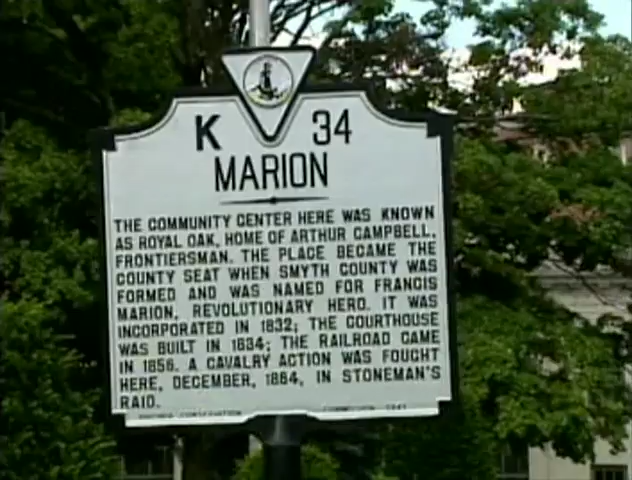 K 34
MARION
THE COMMUNITY CENTER HERE WAS KNOWN
AS ROYAL OAK, HOME OF ARTHUR CAMPBELL,
FRONTIERSMAN. THE PLACE BECAME THE
COUNTY SEAT WHEN SMYTH COUNTY WAS
FORMED AND WAS NAMED FOR FRANCIS
MARION, REVOLUTIONARY HERO. IT WAS
INCORPORATED IN 1832; THE COURTHOUSE
WAS BUILT IN 1834; THE RAILROAD CAME
IN 1856. A CAVALRY ACTION WAS FOUGHT
HERE, DECEMBER, 1864, IN STONEMAN'S
RAID.
CONSERVATION COMMISSION